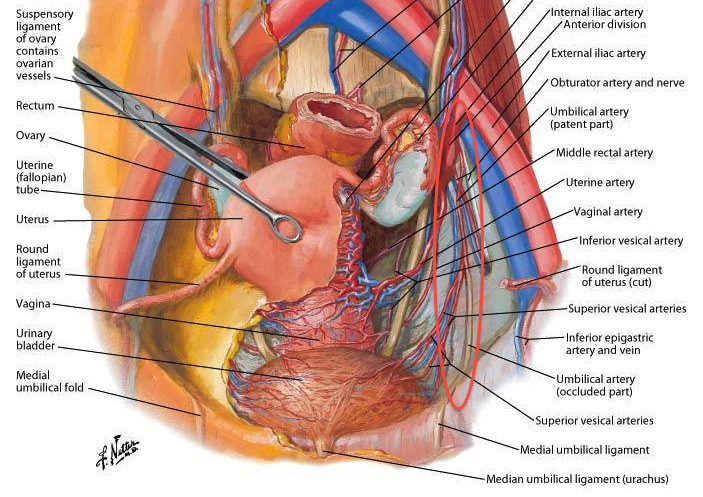 Suspensory
ligament
of ovary
contains
ovarian
vessels
Rectum
Ovary
Uterine
(fallopian)
tube
Uterus
Round
ligament
of uterus
Vagina
Urinary
bladder
Medial
umbilical fold
Internal iliac artery
Anterior division
External iliac artery
Obturator artery and nerve
Umbilical artery
(patent part)
Middle rectal artery
Uterine artery
Vaginal artery
Inferior vesical artery
Round ligament
of uterus (cut)
Superior vesical arteries
Inferior epigastric
artery and vein
Umbilical artery
(occluded part)
Superior vesical arteries
Medial umbilical ligament
Median umbilical ligament (urachus)
F. Netter
M.D.